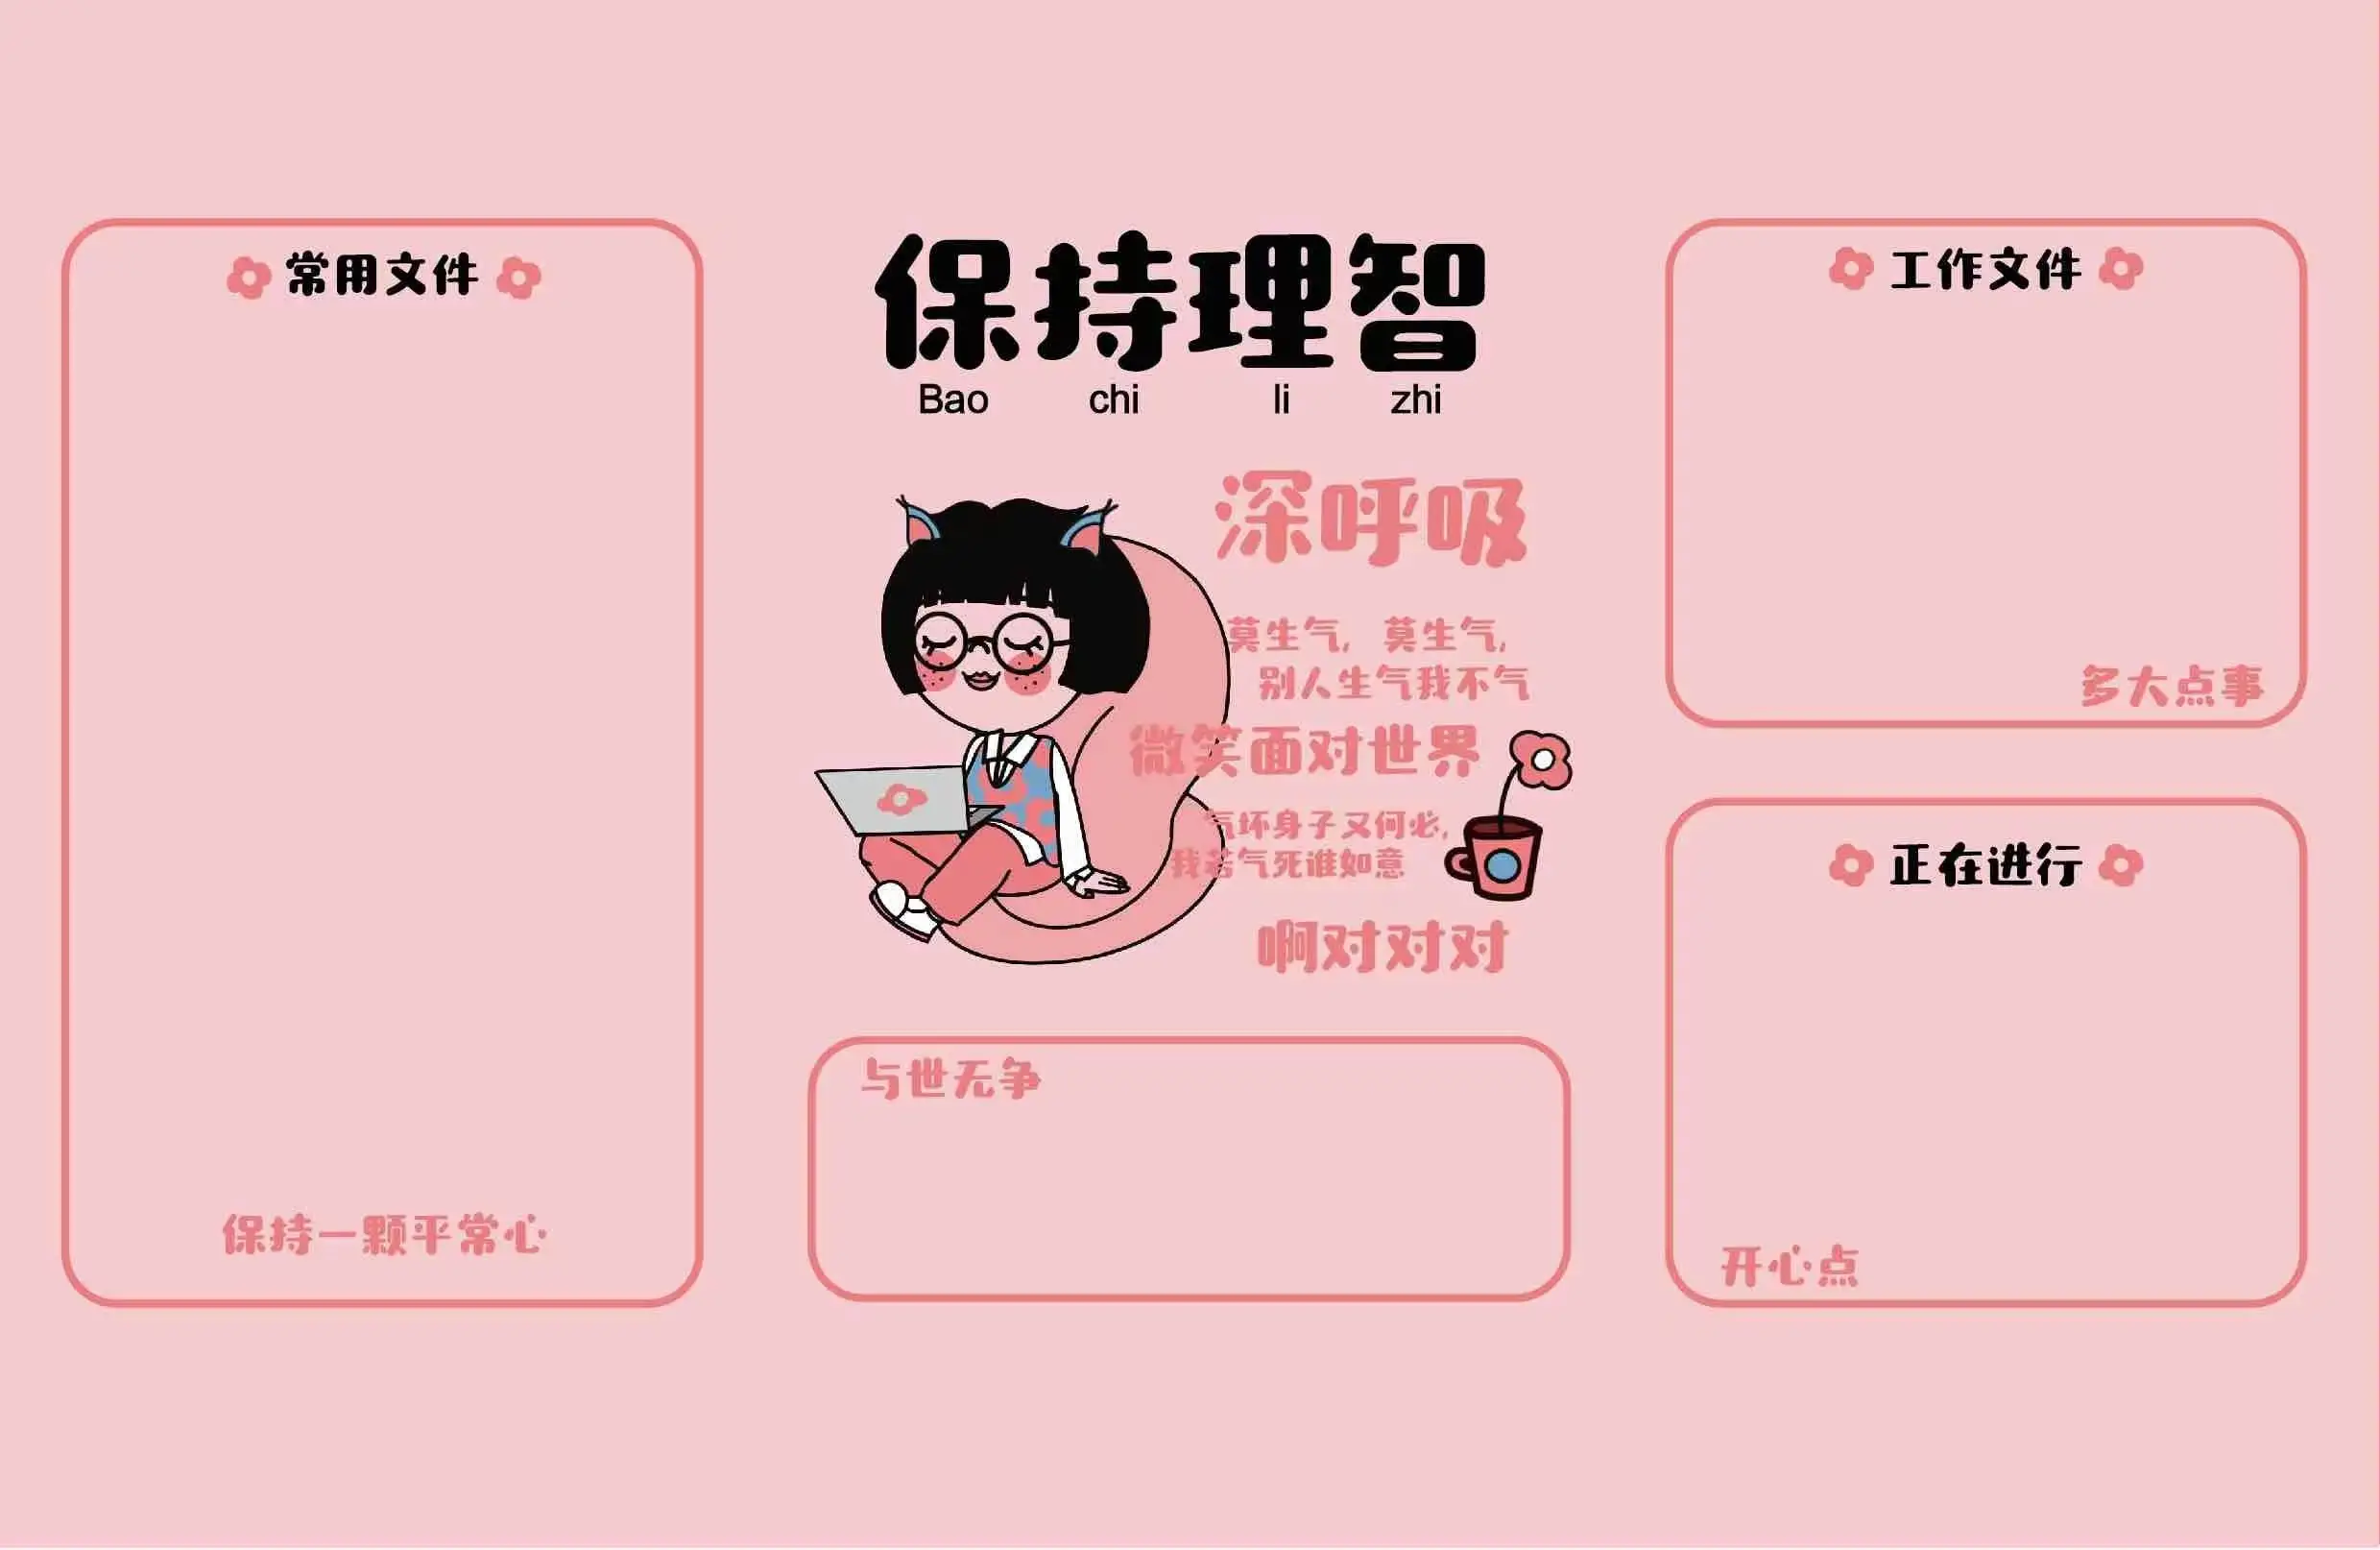 常用文件
保持一颗平常心
保持理智
Bao chi li zhi
深呼吸
莫生气，莫生气，
别人生气我不气
微笑面对世界
气坏身子又何必，
我若气死谁如意
啊对对对
与世无争
工作文件
多大点事
正在进行
开心点